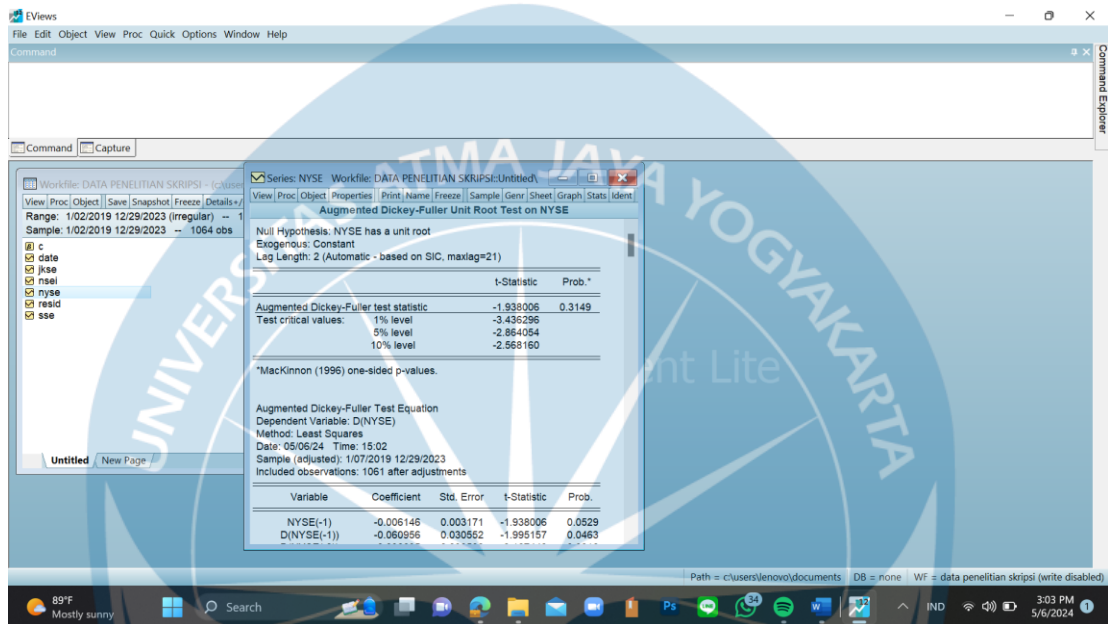 EViews
File Edit Object View Proc Quick Options Window Help
Command
Command Explorer
Command Capture
UNIVERSITAS ATMA JAYA YOGYAKARTA
Workfile: DATA PENELITIAN SKRIPSI - (c:\user
View Proc Object Save Snapshot Freeze Details+/
Range: 1/02/2019 12/29/2023 (irregular) -- 1
Sample: 1/02/2019 12/29/2023 -- 1064 obs
c
date
jkse
nsei
nyse
resid
sse
Untitled New Page
Series: NYSE Workfile: DATA PENELITIAN SKRIPSI::Untitled\
View Proc Object Properties Print Name Freeze Sample Genr Sheet Graph Stats Ident
Augmented Dickey-Fuller Unit Root Test on NYSE
Null Hypothesis: NYSE has a unit root
Exogenous: Constant
Lag Length: 2 (Automatic - based on SIC, maxlag=21)
t-Statistic Prob.*
Augmented Dickey-Fuller test statistic -1.938006 0.3149
Test critical values: 1% level -3.436296
5% level -2.864054
10% level -2.568160
*MacKinnon (1996) one-sided p-values.
Augmented Dickey-Fuller Test Equation
Dependent Variable: D(NYSE)
Method: Least Squares
Date: 05/06/24 Time: 15:02
Sample (adjusted): 1/07/2019 12/29/2023
Included observations: 1061 after adjustments
Variable Coefficient Std. Error t-Statistic Prob.
NYSE(-1) -0.006146 0.003171 -1.938006 0.0529
D(NYSE(-1)) -0.060956 0.030552 -1.995157 0.0463
nt Lite
Path = c:\users\lenovo\documents DB = none WF = data penelitian skripsi (write disabled)
89°F
Mostly sunny
Search
Ps
34
W
12
IND
3:03 PM
5/6/2024
1